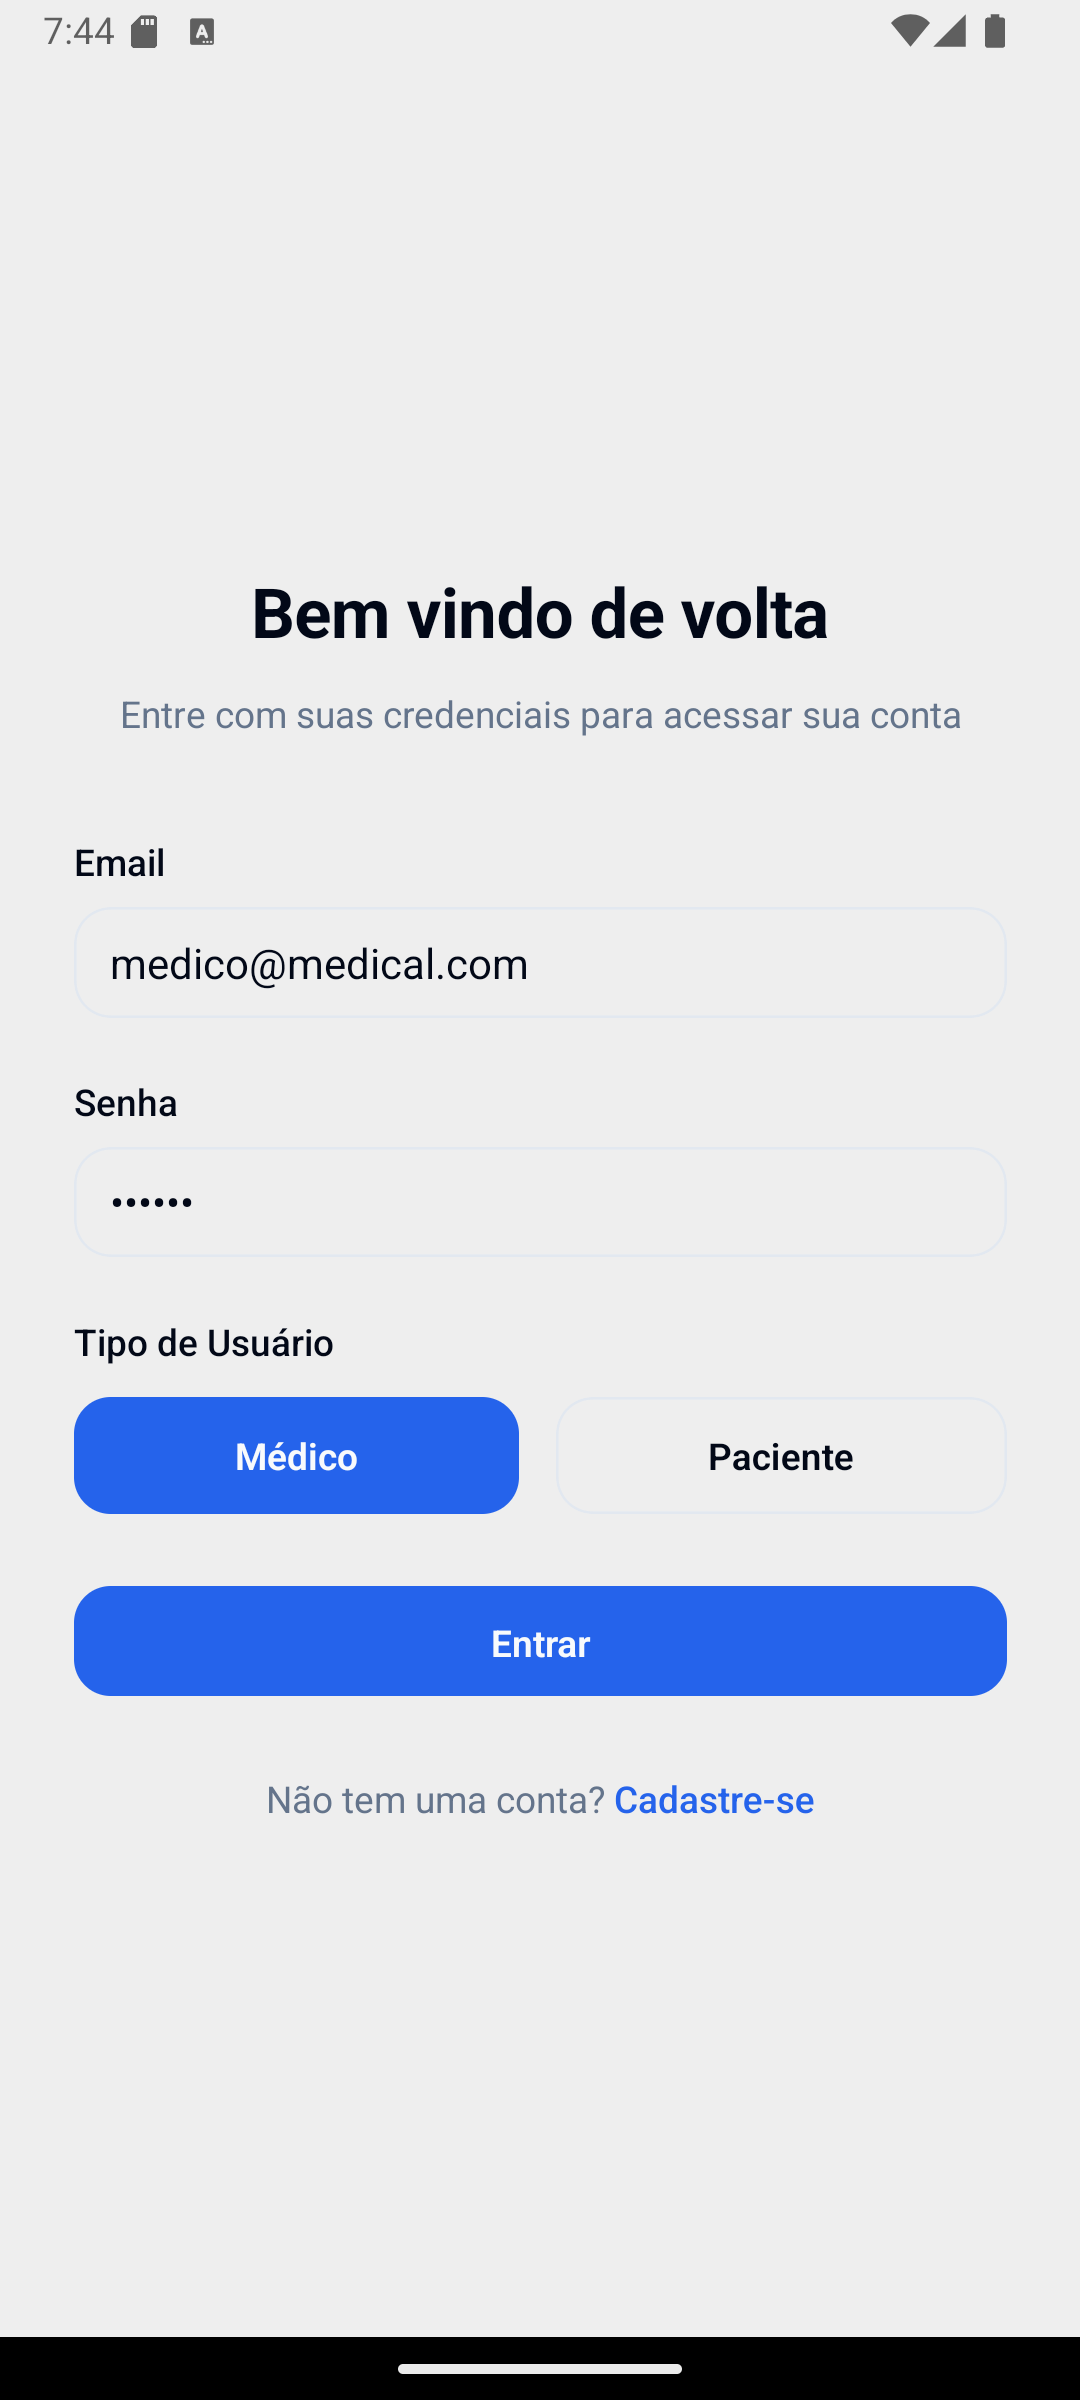 7:44
Bem vindo de volta
Entre com suas credenciais para acessar sua conta
Email
medico@medical.com
Senha
••••••
Tipo de Usuário
Médico Paciente
Entrar
Não tem uma conta? Cadastre-se